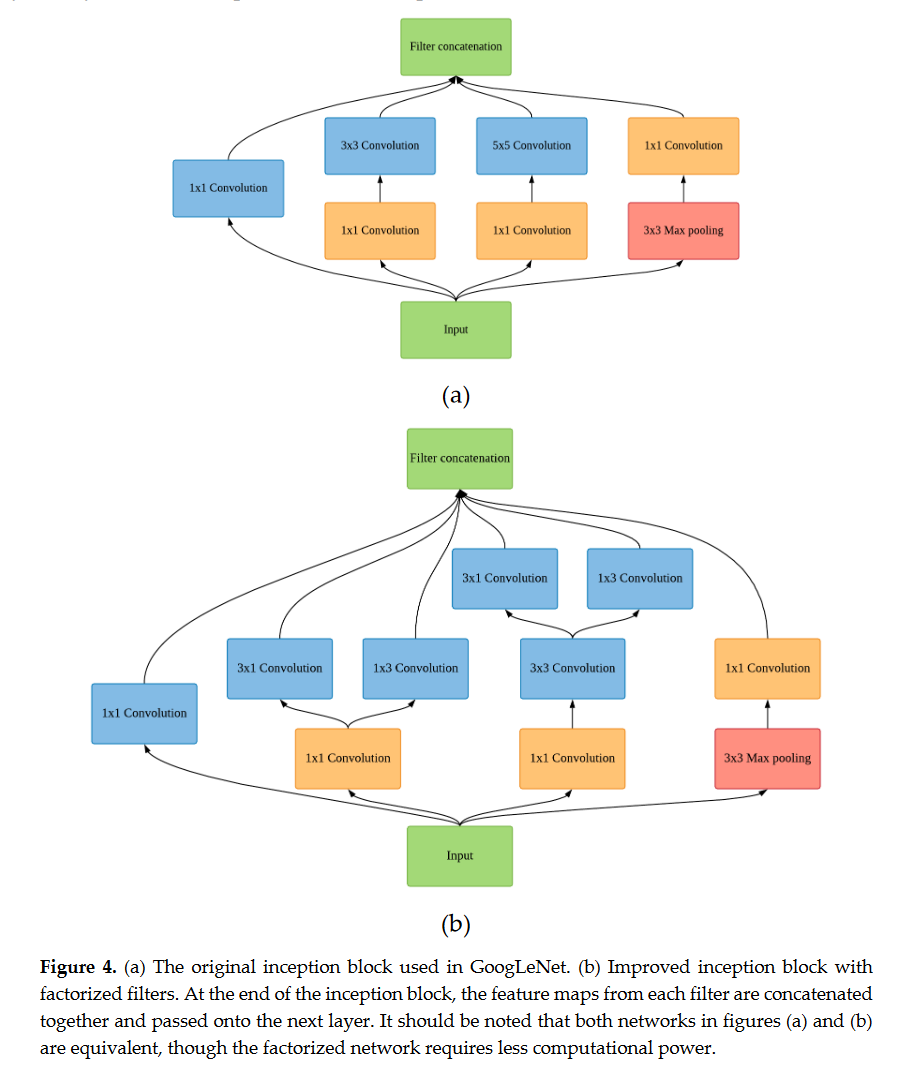 Filter concatenation
3x3 Convolution
5x5 Convolution
1x1 Convolution
1x1 Convolution
1x1 Convolution
1x1 Convolution
3x3 Max pooling
Input
(a)
Filter concatenation
3x1 Convolution
1x3 Convolution
3x1 Convolution
1x3 Convolution
3x3 Convolution
1x1 Convolution
1x1 Convolution
1x1 Convolution
1x1 Convolution
3x3 Max pooling
Input
(b)
Figure 4. (a) The original inception block used in GoogLeNet. (b) Improved inception block with
factorized filters. At the end of the inception block, the feature maps from each filter are concatenated
together and passed onto the next layer. It should be noted that both networks in figures (a) and (b)
are equivalent, though the factorized network requires less computational power.